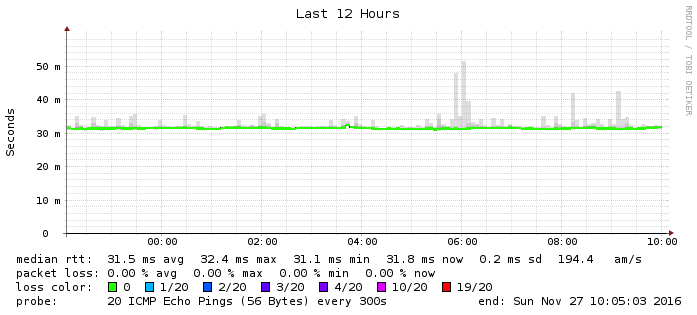 Last 12 Hours
RRDTOOL / TOBI OETIKER
Seconds
50 m
40 m
30 m
20 m
10 m
0
00:00 02:00 04:00 06:00 08:00 10:00
median rtt: 31.5 ms avg 32.4 ms max 31.1 ms min 31.8 ms now 0.2 ms sd 194.4 am/s
packet loss: 0.00 % avg 0.00 % max 0.00 % min 0.00 % now
loss color: 0 1/20 2/20 3/20 4/20 10/20 19/20
probe: 20 ICMP Echo Pings (56 Bytes) every 300s end: Sun Nov 27 10:05:03 2016